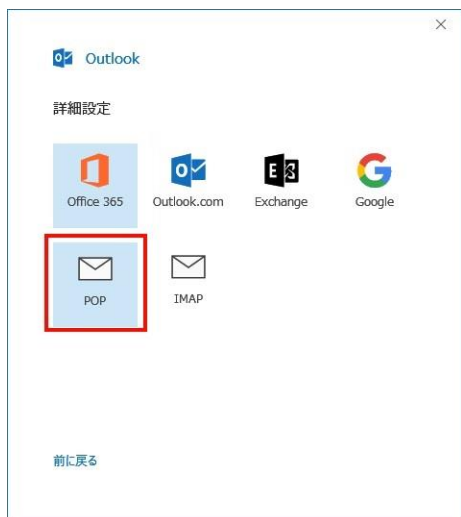 Outlook
詳細設定
Office 365
Outlook.com
Exchange
Google
POP
IMAP
前に戻る